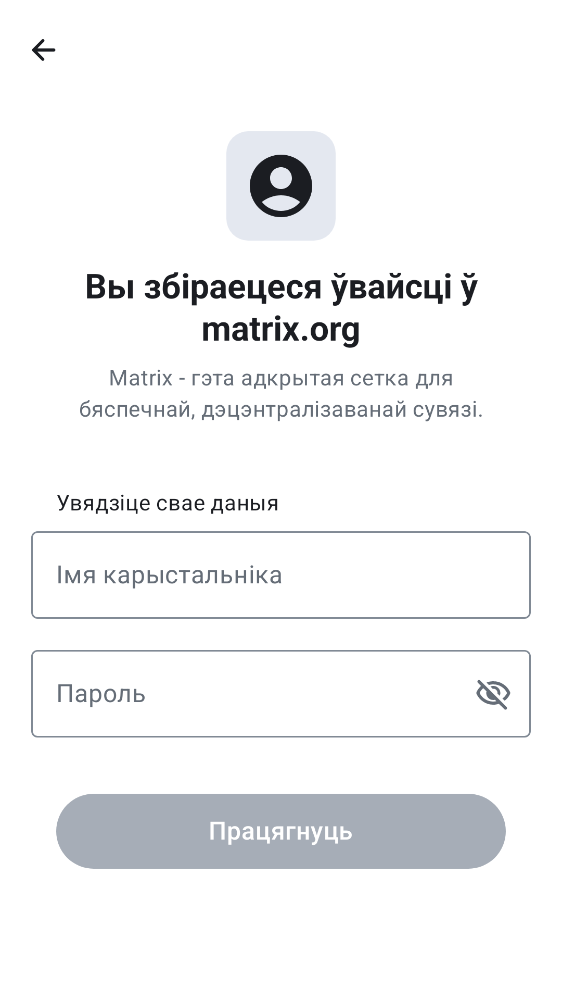 Вы збіраецеся ўвайсці ў
matrix.org
Matrix - гэта адкрытая сетка для
бяспечнай, дэцэнтралізаванай сувязі.
Увядзіце свае даныя
Імя карыстальніка
Пароль
Працягнуць